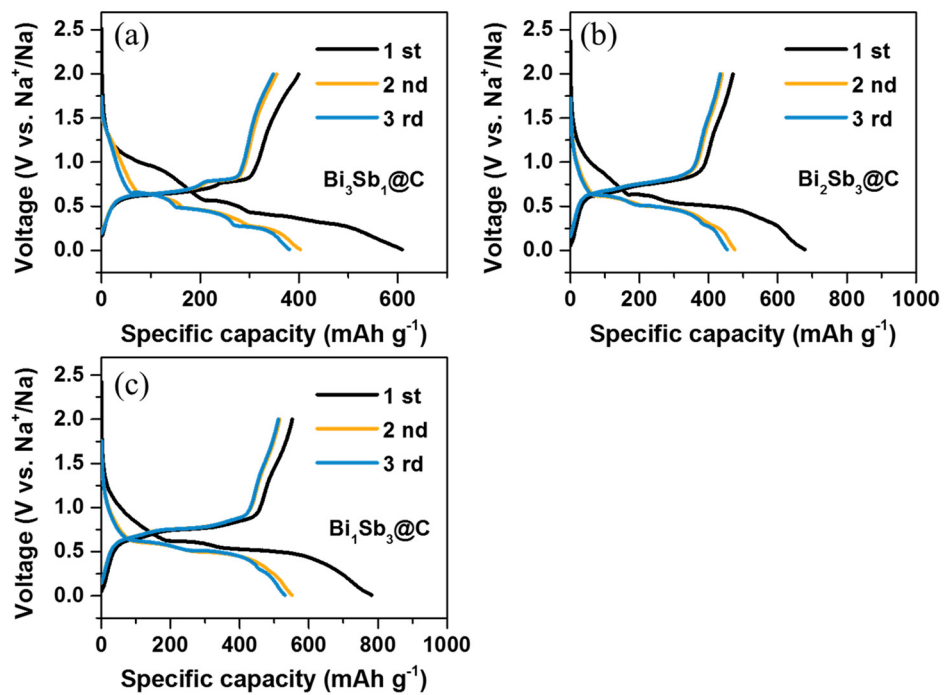 (a)
1 st
2 nd
3 rd
Bi₃Sb₁@C
2.5
2.0
1.5
1.0
0.5
0.0
0 200 400 600
Voltage (V vs. Na⁺/Na)
Specific capacity (mAh g⁻¹)
(b)
1 st
2 nd
3 rd
Bi₂Sb₃@C
2.5
2.0
1.5
1.0
0.5
0.0
0 200 400 600 800 1000
Voltage (V vs. Na⁺/Na)
Specific capacity (mAh g⁻¹)
(c)
1 st
2 nd
3 rd
Bi₁Sb₃@C
2.5
2.0
1.5
1.0
0.5
0.0
0 200 400 600 800 1000
Voltage (V vs. Na⁺/Na)
Specific capacity (mAh g⁻¹)